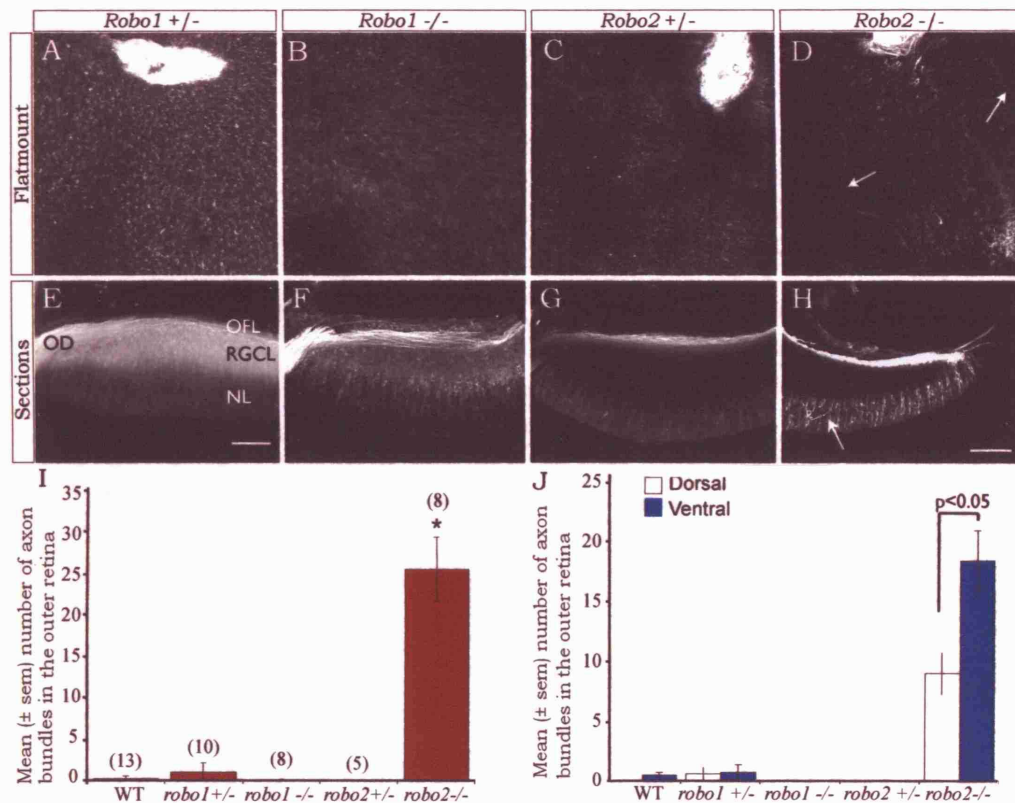 Robo1 +/-
Robo1 -/-
Robo2 +/-
Robo2 -/-
Flatmount
A
B
C
D
Sections
E
OD
OFL
RGCL
NL
F
G
H
I
Mean (± sem) number of axon
bundles in the outer retina
35
30
25
20
15
10
5
0
(13)
(10)
(8)
(5)
(8)
*
WT
robo1+/-
robo1 -/-
robo2+/-
robo2-/-
J
Mean (± sem) number of axon
bundles in the outer retina
25
20
15
10
5
0
Dorsal
Ventral
p<0.05
WT
robo1 +/-
robo1 -/-
robo2 +/-
robo2-/-